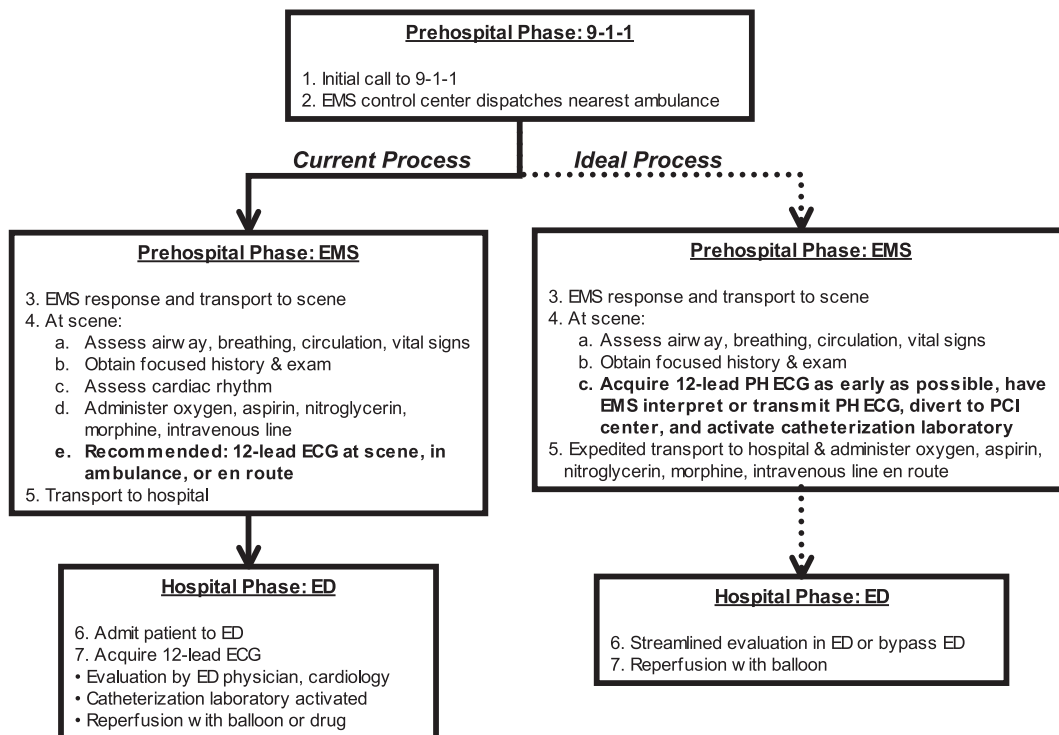 Prehospital Phase: 9-1-1
1. Initial call to 9-1-1
2. EMS control center dispatches nearest ambulance
Current Process
Ideal Process
Prehospital Phase: EMS
3. EMS response and transport to scene
4. At scene:
a. Assess airway, breathing, circulation, vital signs
b. Obtain focused history & exam
c. Assess cardiac rhythm
d. Administer oxygen, aspirin, nitroglycerin,
morphine, intravenous line
e. Recommended: 12-lead ECG at scene, in
ambulance, or en route
5. Transport to hospital
Prehospital Phase: EMS
3. EMS response and transport to scene
4. At scene:
a. Assess airway, breathing, circulation, vital signs
b. Obtain focused history & exam
c. Acquire 12-lead PH ECG as early as possible, have
EMS interpret or transmit PH ECG, divert to PCI
center, and activate catheterization laboratory
5. Expedited transport to hospital & administer oxygen, aspirin,
nitroglycerin, morphine, intravenous line en route
Hospital Phase: ED
6. Admit patient to ED
7. Acquire 12-lead ECG
• Evaluation by ED physician, cardiology
• Catheterization laboratory activated
• Reperfusion with balloon or drug
Hospital Phase: ED
6. Streamlined evaluation in ED or bypass ED
7. Reperfusion with balloon